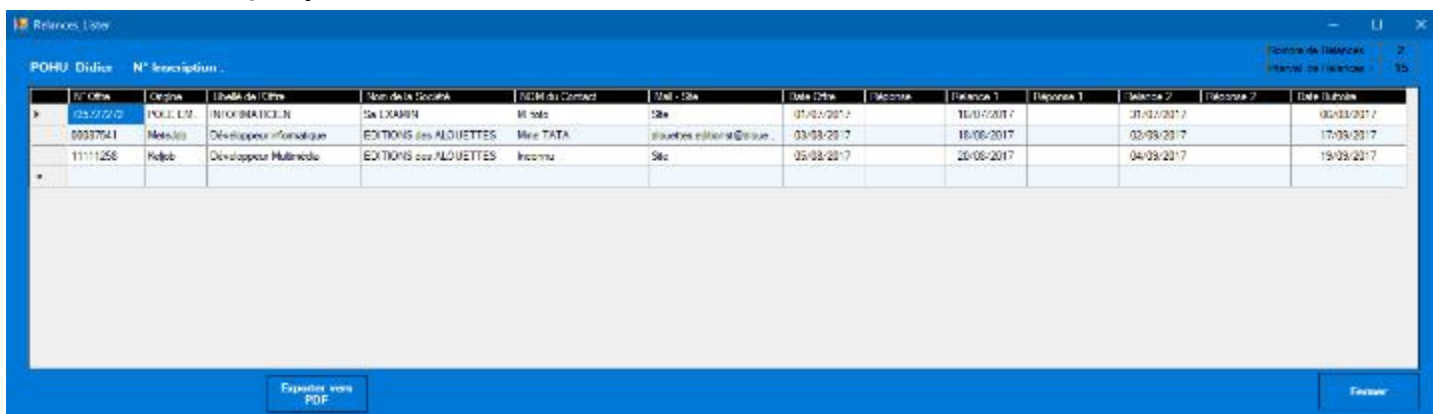 Relances Lister
Nombre de Relances 2
POHU Didier N° Inscription :
Interval de Relances : 15
N° Offre Origine Libellé de l'Offre Nom de la Société NOM du Contact Mail - Site Date Offre Réponse Relance 1 Réponse 1 Relance 2 Réponse 2 Date Butoire
POLE EM... INFORMATICIEN Sa EXAMIN M toto Site 01/07/2017 16/07/2017 31/07/2017
00037641 MeteoJob Développeur informatique EDITIONS des ALOUETTES Mme TATA 03/08/2017 18/08/2017 02/09/2017 17/09/2017
11111258 Keljob Développeur Multimédia EDITIONS des ALOUETTES Inconnu Site 05/08/2017 20/08/2017 04/09/2017 19/09/2017
Exporter vers
PDF
Fermer